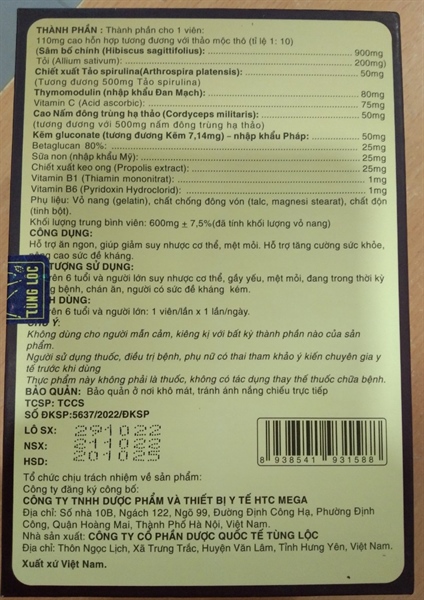 THÀNH PHẦN: Thành phần cho 1 viên:
110mg cao hỗn hợp tương đương với thảo mộc thô (tỉ lệ 1: 10)
(Sâm bố chính (Hibiscus sagittifolius): 900mg
Tỏi (Allium sativum): 200mg)
Chiết xuất Tảo spirulina(Arthrospira platensis): 50mg
(Tương đương 500mg Tảo spirulina)
Thymomodulin (nhập khẩu Đan Mạch): 80mg
Vitamin C (Acid ascorbic): 75mg
Cao Nấm đông trùng hạ thảo (Cordyceps militaris): 50mg
(tương đương với 500mg nấm đông trùng hạ thảo)
Kẽm gluconate (tương đương Kẽm 7,14mg) – nhập khẩu Pháp: 50mg
Betaglucan 80%: 25mg
Sữa non (nhập khẩu Mỹ): 25mg
Chiết xuất keo ong (Propolis extract): 25mg
Vitamin B1 (Thiamin mononitrat): 1mg
Vitamin B6 (Pyridoxin Hydroclorid): 1mg
Phụ liệu: Vỏ nang (gelatin), chất chống đông vón (talc, magnesi stearat), chất độn
(tinh bột).
Khối lượng trung bình viên: 600mg ± 7,5%(đã tính khối lượng vỏ nang)
CÔNG DỤNG:
Hỗ trợ ăn ngon, giúp giảm suy nhược cơ thể, mệt mỏi. Hỗ trợ tăng cường sức khỏe,
nâng cao sức đề kháng.
TƯỢNG SỬ DỤNG:
trên 6 tuổi và người lớn suy nhược cơ thể, gầy yếu, mệt mỏi, đang trong thời kỳ
bệnh, chán ăn, người có sức đề kháng kém.
DÙNG:
trên 6 tuổi và người lớn: 1 viên/lần x 1 lần/ngày.
CHÚ Ý:
Không dùng cho người mẫn cảm, kiêng kị với bất kỳ thành phần nào của sản
phẩm.
Người sử dụng thuốc, điều trị bệnh, phụ nữ có thai tham khảo ý kiến chuyên gia y
tế trước khi dùng
Thực phẩm này không phải là thuốc, không có tác dụng thay thế thuốc chữa bệnh.
BẢO QUẢN: Bảo quản ở nơi khô mát, tránh ánh nắng chiếu trực tiếp
TCSP: TCCS
SỐ ĐKSP:5637/2022/ĐKSP
LÔ SX: 291022
NSX: 211022
HSD: 201025
8 938541 931588
Tổ chức chịu trách nhiệm về sản phẩm:
Công ty đăng ký công bố:
CÔNG TY TNHH DƯỢC PHẨM VÀ THIẾT BỊ Y TẾ HTC MEGA
Địa chỉ: Số nhà 10B, Ngách 122, Ngõ 99, Đường Định Công Hạ, Phường Định
Công, Quận Hoàng Mai, Thành Phố Hà Nội, Việt Nam.
Nhà sản xuất: CÔNG TY CỔ PHẦN DƯỢC QUỐC TẾ TÙNG LỘC
Địa chỉ: Thôn Ngọc Lịch, Xã Trưng Trắc, Huyện Văn Lâm, Tỉnh Hưng Yên, Việt Nam.
Xuất xứ Việt Nam.
TÙNG LỘC